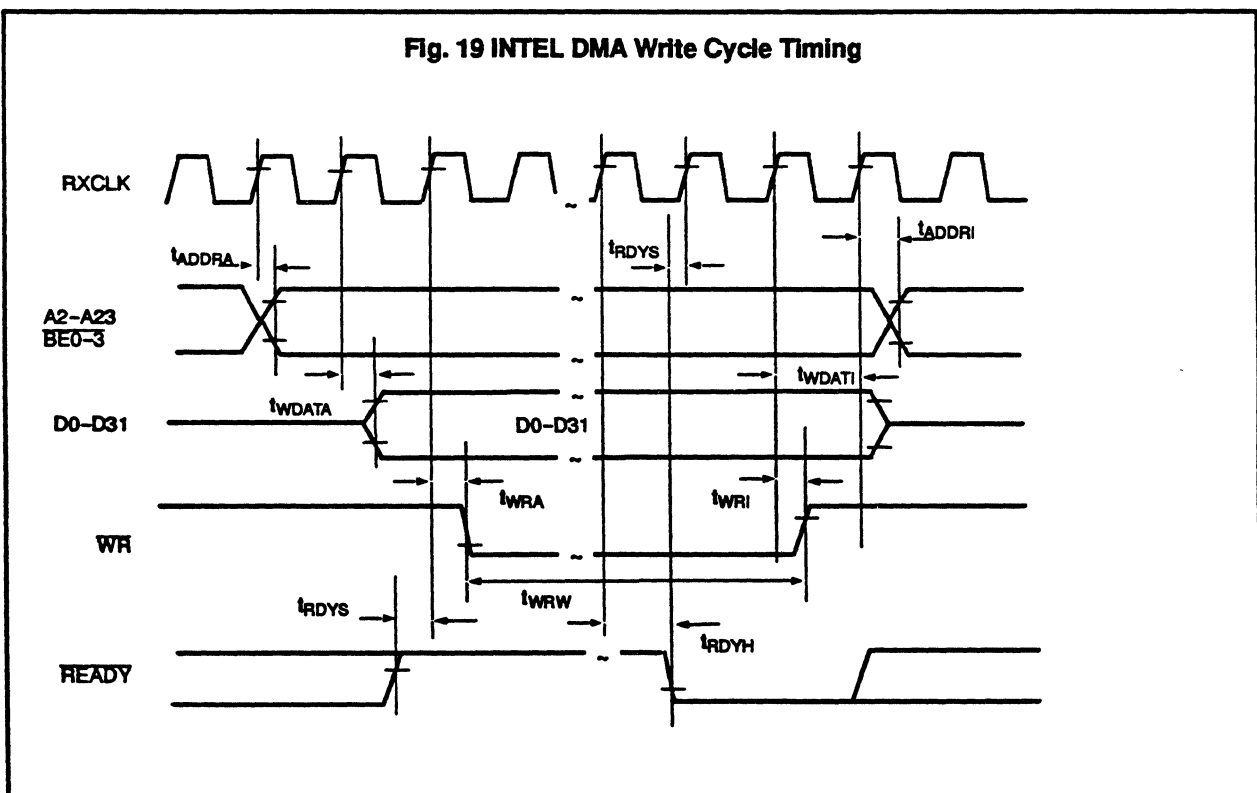 Fig. 19 INTEL DMA Write Cycle Timing
RXCLK
tADDRA
tRDYS
tADDRI
A2–A23
BE0–3
~
~
~
tWDATA
tWDATI
D0–D31
D0–D31
~
~
tWRA
tWRI
WR
~
tWRW
tRDYS
tRDYH
READY
~